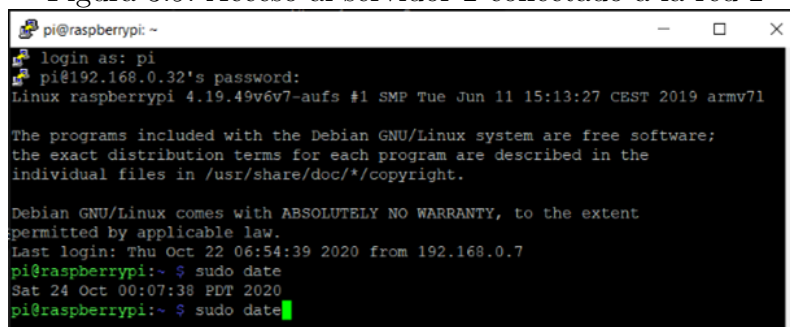 pi@raspberrypi: ~
login as: pi
pi@192.168.0.32's password:
Linux raspberrypi 4.19.49v6v7-aufs #1 SMP Tue Jun 11 15:13:27 CEST 2019 armv7l
The programs included with the Debian GNU/Linux system are free software;
the exact distribution terms for each program are described in the
individual files in /usr/share/doc/*/copyright.
Debian GNU/Linux comes with ABSOLUTELY NO WARRANTY, to the extent
permitted by applicable law.
Last login: Thu Oct 22 06:54:39 2020 from 192.168.0.7
pi@raspberrypi:~ $ sudo date
Sat 24 Oct 00:07:38 PDT 2020
pi@raspberrypi:~ $ sudo date